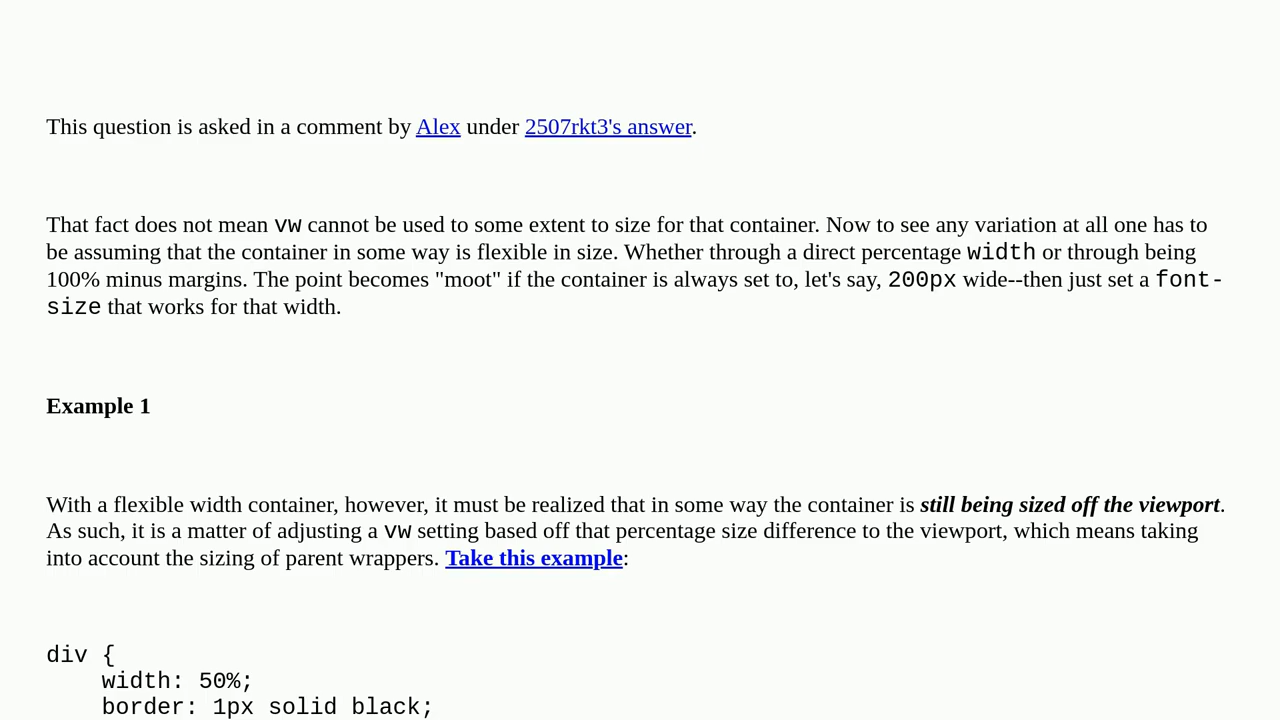 This question is asked in a comment by Alex under 2507rkt3's answer.
That fact does not mean vw cannot be used to some extent to size for that container. Now to see any variation at all one has to
be assuming that the container in some way is flexible in size. Whether through a direct percentage width or through being
100% minus margins. The point becomes "moot" if the container is always set to, let's say, 200px wide--then just set a font-
size that works for that width.
Example 1
With a flexible width container, however, it must be realized that in some way the container is still being sized off the viewport.
As such, it is a matter of adjusting a vw setting based off that percentage size difference to the viewport, which means taking
into account the sizing of parent wrappers. Take this example:
div {
    width: 50%;
    border: 1px solid black;